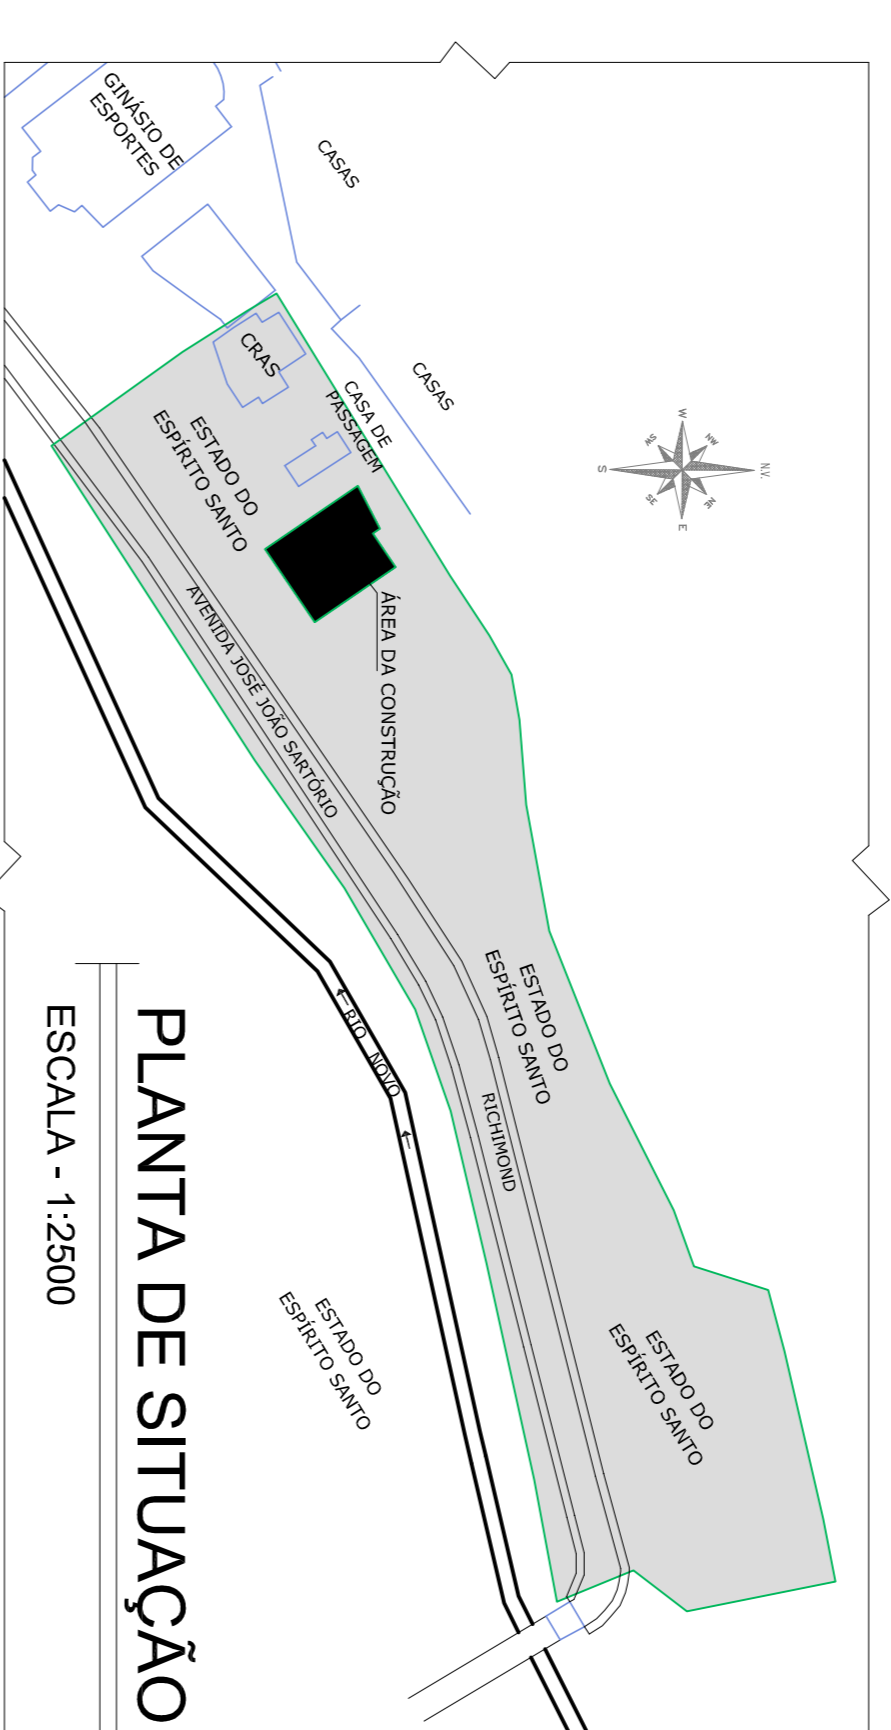 GINÁSIO DE
ESPORTES
CASAS
CRAS
CASA DE
PASSAGEM
CASAS
W
NW
SW
N.V.
S
NE
SE
E
ESTADO DO
ESPÍRITO SANTO
ÁREA DA CONSTRUÇÃO
AVENIDA JOSÉ JOÃO SARTÓRIO
ESTADO DO
ESPÍRITO SANTO
RICHIMOND
RIO NOVO
ESTADO DO
ESPÍRITO SANTO
ESTADO DO
ESPÍRITO SANTO
PLANTA DE SITUAÇÃO
ESCALA - 1:2500